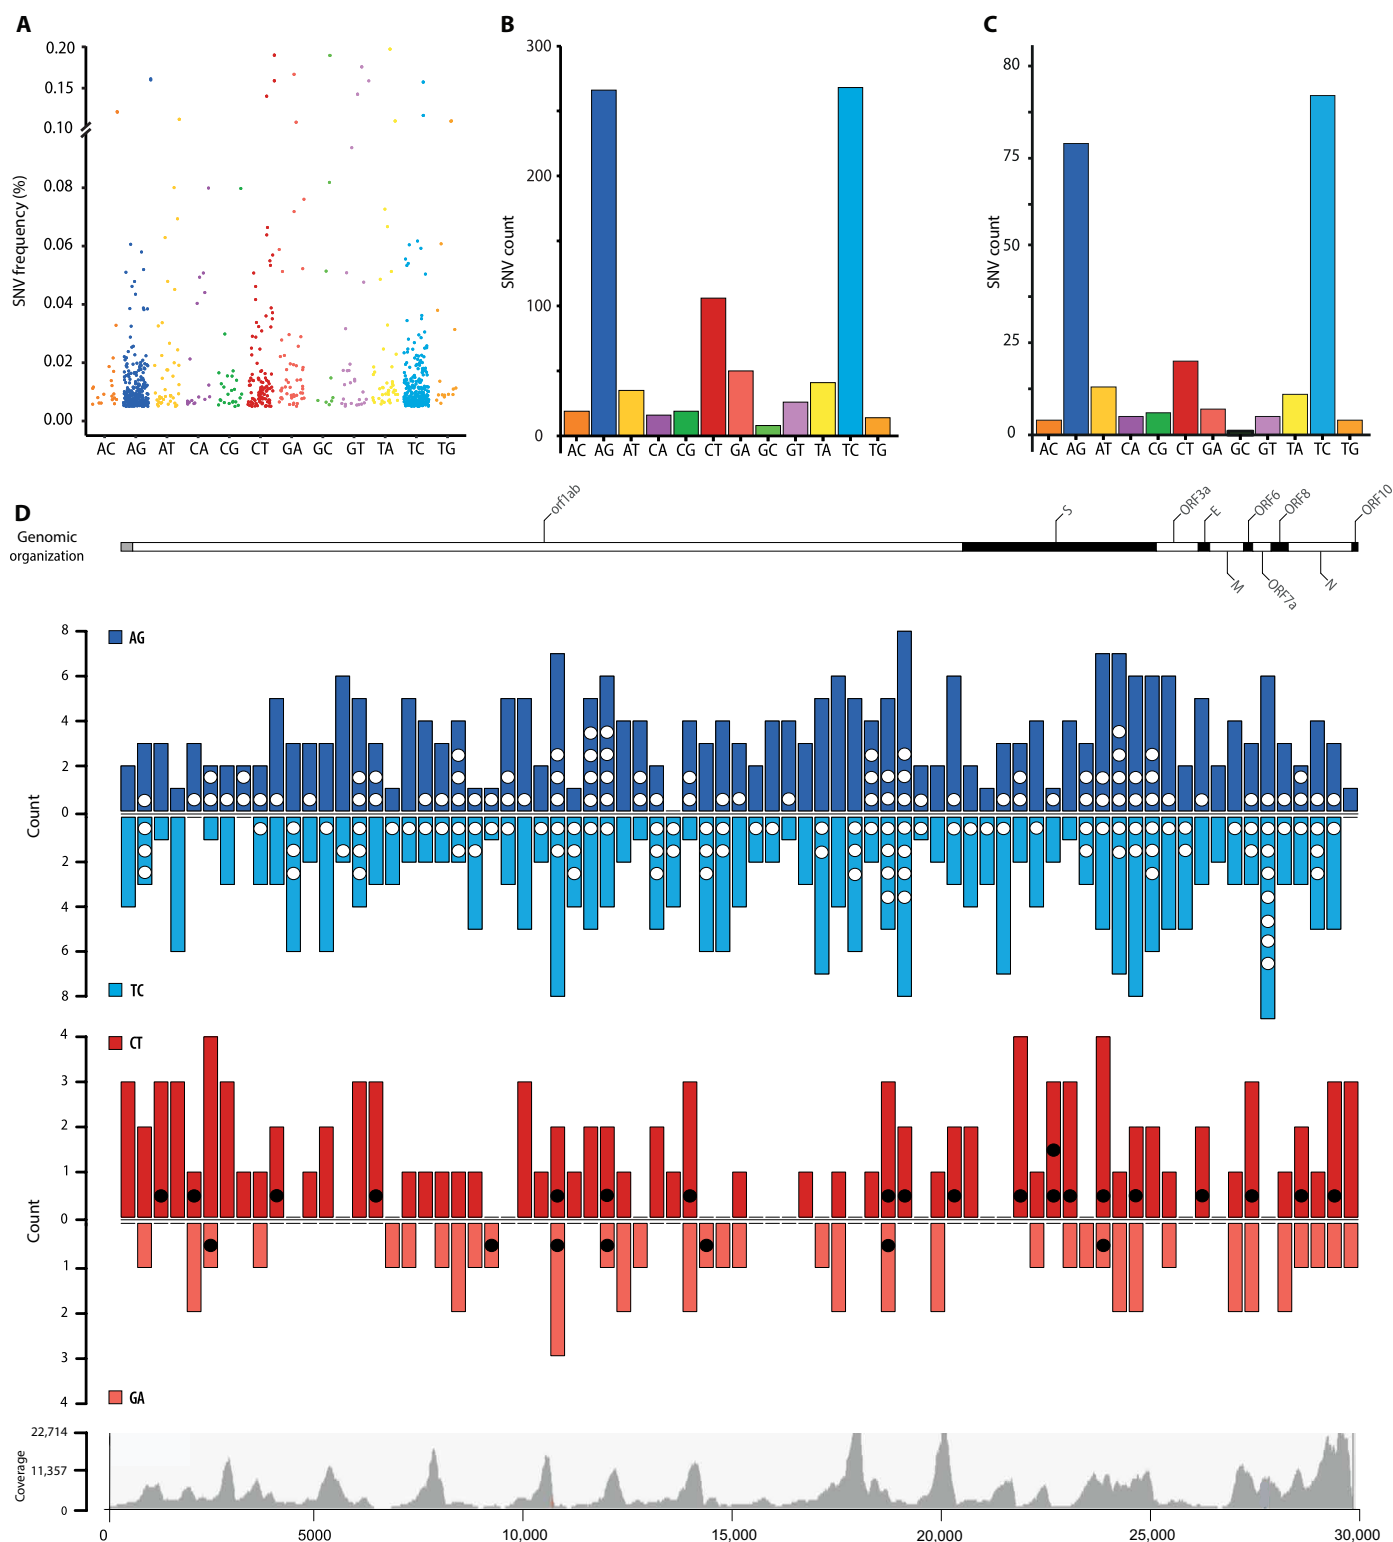 A
B
C
0.20
0.15
0.10
0.08
0.06
0.04
0.02
0.00
SNV frequency (%)
AC AG AT CA CG CT GA GC GT TA TC TG
300
200
100
0
SNV count
AC AG AT CA CG CT GA GC GT TA TC TG
80
75
50
25
0
SNV count
AC AG AT CA CG CT GA GC GT TA TC TG
D
Genomic
organization
orf1ab
S
ORF3a
E
M
ORF6
ORF7a
ORF8
N
ORF10
8
6
4
2
0
2
4
6
8
Count
AG
TC
4
3
2
1
0
1
2
3
4
Count
CT
GA
22,714
11,357
0
Coverage
0 5000 10,000 15,000 20,000 25,000 30,000